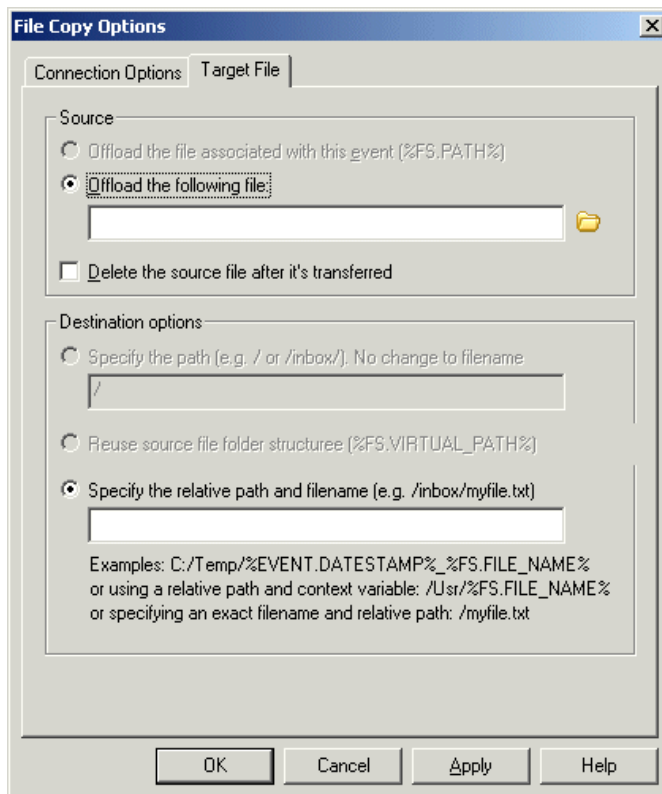 File Copy Options
Connection Options
Target File
Source
Offload the file associated with this event (%FS.PATH%)
Offload the following file:
Delete the source file after it's transferred
Destination options
Specify the path (e.g. / or /inbox/). No change to filename
/
Reuse source file folder structuree (%FS.VIRTUAL_PATH%)
Specify the relative path and filename (e.g. /inbox/myfile.txt)
Examples: C:/Temp/%EVENT.DATESTAMP%_%FS.FILE_NAME%
or using a relative path and context variable: /Usr/%FS.FILE_NAME%
or specifying an exact filename and relative path: /myfile.txt
OK
Cancel
Apply
Help